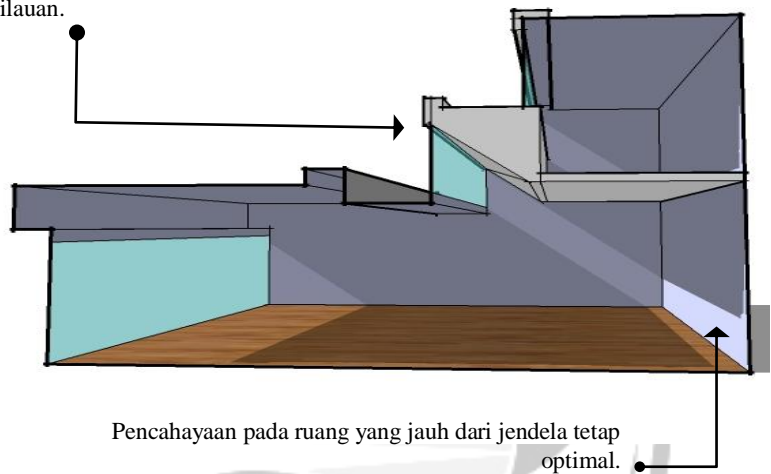 ilauan.
Pencahayaan pada ruang yang jauh dari jendela tetap
optimal.